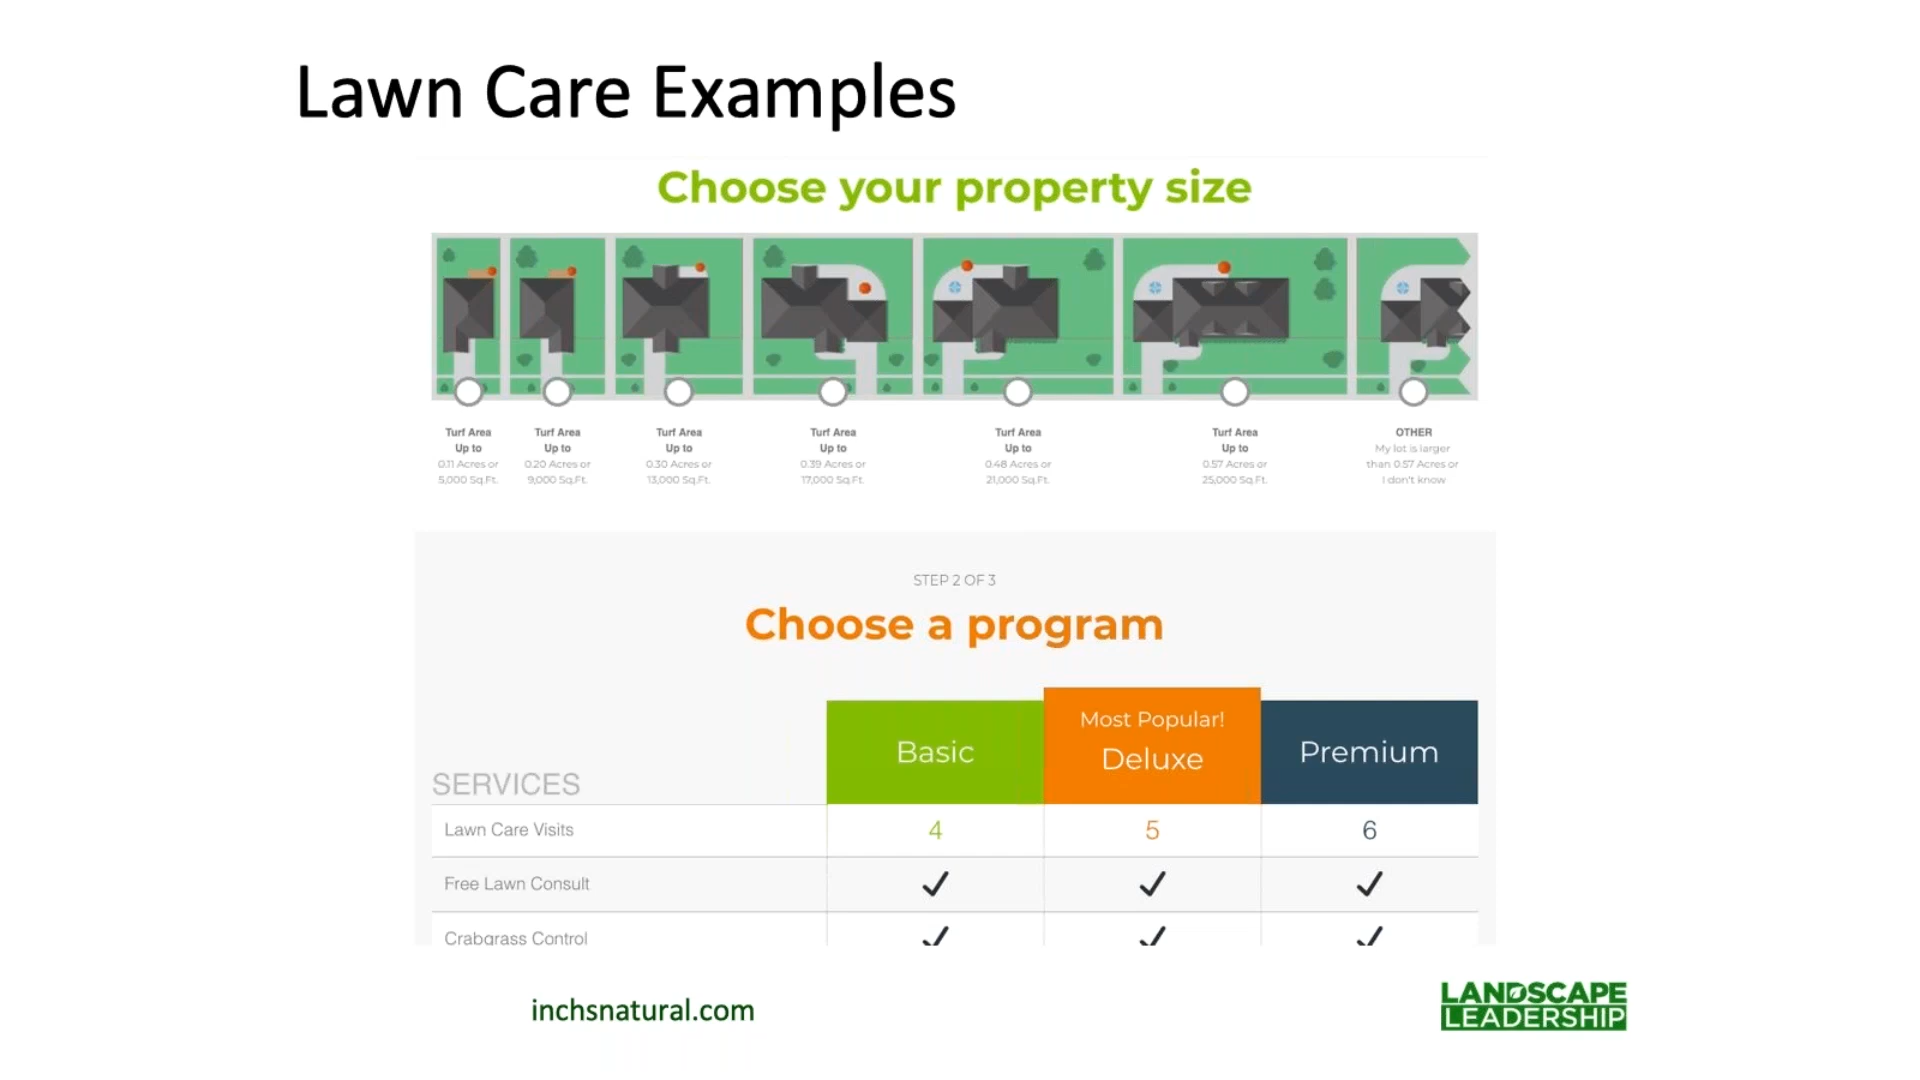 Lawn Care Examples
Choose your property size
Turf Area
Up to
0.11 Acres or
5,000 Sq.Ft.
Turf Area
Up to
0.20 Acres or
9,000 Sq.Ft.
Turf Area
Up to
0.30 Acres or
13,000 Sq.Ft.
Turf Area
Up to
0.39 Acres or
17,000 Sq.Ft.
Turf Area
Up to
0.48 Acres or
21,000 Sq.Ft.
Turf Area
Up to
0.57 Acres or
25,000 Sq.Ft.
OTHER
My lot is larger
than 0.57 Acres or
I don't know
STEP 2 OF 3
Choose a program
SERVICES
Basic
Most Popular!
Deluxe
Premium
Lawn Care Visits 4 5 6
Free Lawn Consult ✓ ✓ ✓
Crabgrass Control ✓ ✓ ✓
inchsnatural.com
LANDSCAPE
LEADERSHIP